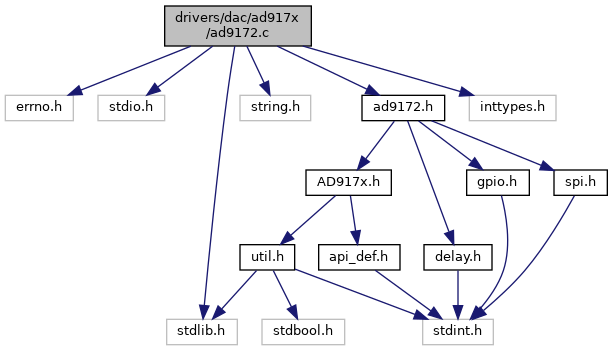 drivers/dac/ad917x
/ad9172.c
errno.h
stdio.h
string.h
ad9172.h
inttypes.h
AD917x.h
gpio.h
spi.h
util.h
api_def.h
delay.h
stdlib.h
stdbool.h
stdint.h